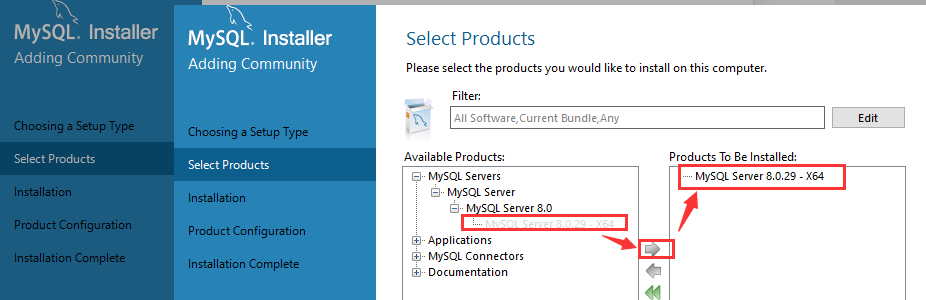 MySQL. Installer
Adding Community
Choosing a Setup Type
Select Products
Installation
Product Configuration
Installation Complete
MySQL. Installer
Adding Community
Choosing a Setup Type
Select Products
Installation
Product Configuration
Installation Complete
Select Products
Please select the products you would like to install on this computer.
Filter:
All Software,Current Bundle,Any
Edit
Available Products:
MySQL Servers
MySQL Server
MySQL Server 8.0
MySQL Server 8.0.29 - X64
Applications
MySQL Connectors
Documentation
Products To Be Installed:
MySQL Server 8.0.29 - X64